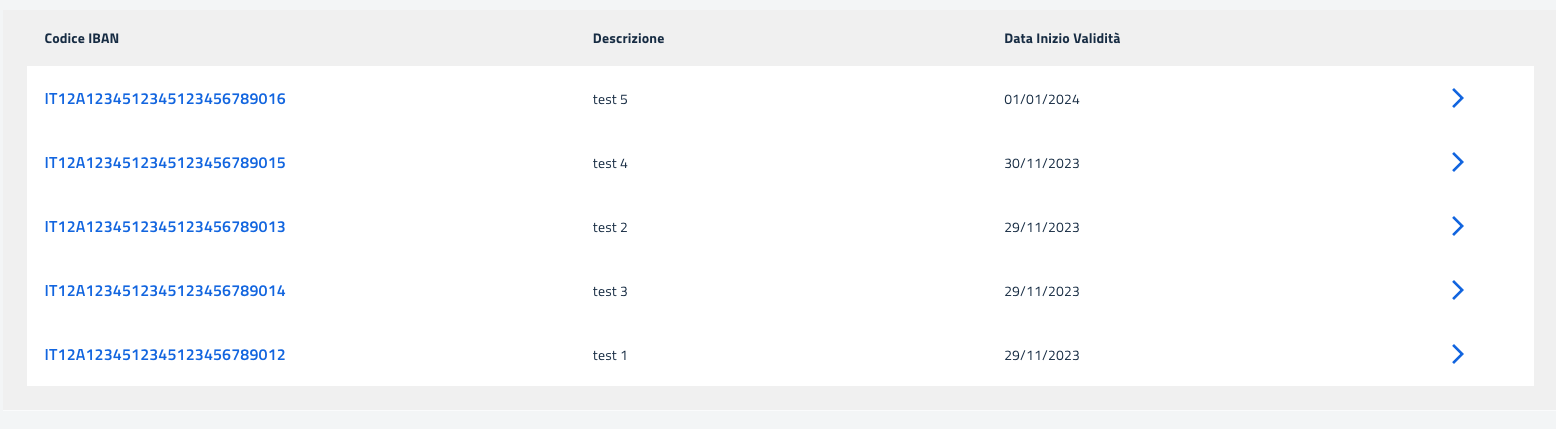 Codice IBAN Descrizione Data Inizio Validità
IT12A1234512345123456789016 test 5 01/01/2024
IT12A1234512345123456789015 test 4 30/11/2023
IT12A1234512345123456789013 test 2 29/11/2023
IT12A1234512345123456789014 test 3 29/11/2023
IT12A1234512345123456789012 test 1 29/11/2023